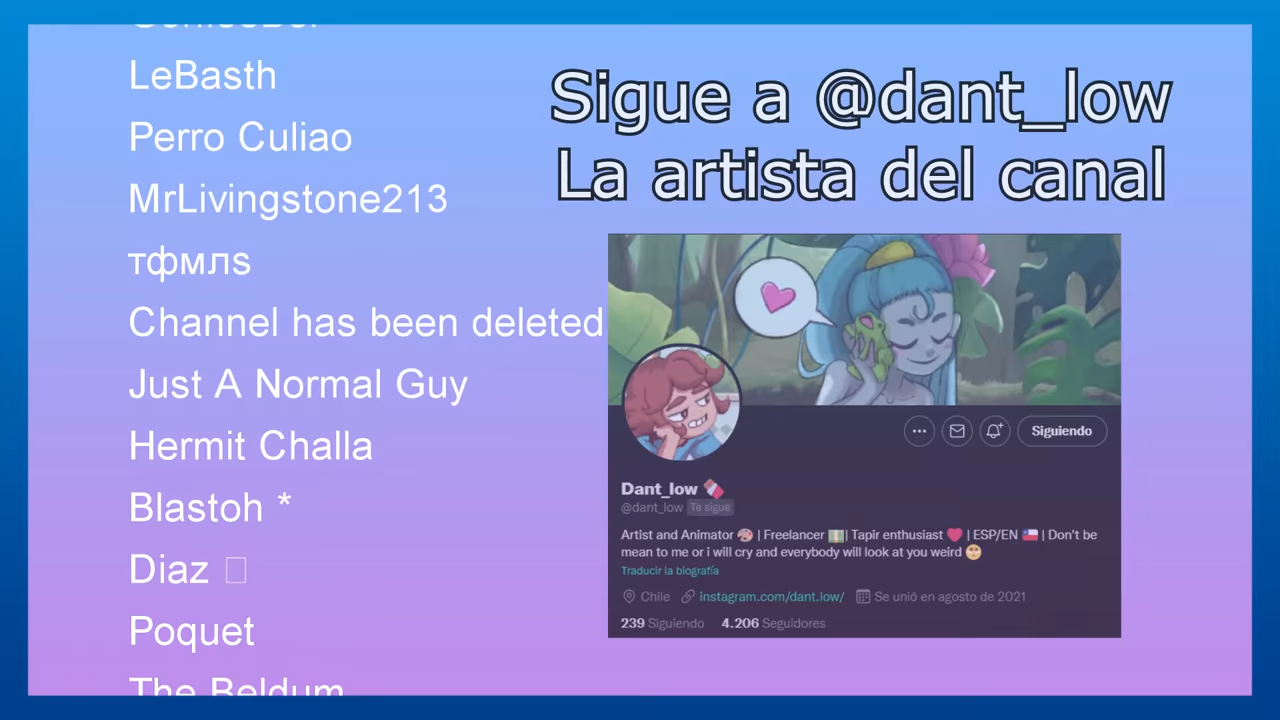 LeBasth
Perro Culiao
MrLivingstone213
тфмлѕ
Channel has been deleted
Just A Normal Guy
Hermit Challa
Blastoh *
Diaz
Poquet
The Beldum
Sigue a @dant_low
La artista del canal
Siguiendo
Dant_low
@dant_low Te sigue
Artist and Animator 🎨 | Freelancer 💵| Tapir enthusiast ❤️ | ESP/EN 🇨🇱 | Don't be
mean to me or i will cry and everybody will look at you weird 🥺
Traducir la biografía
Chile instagram.com/dant.low/ Se unió en agosto de 2021
239 Siguiendo 4.206 Seguidores